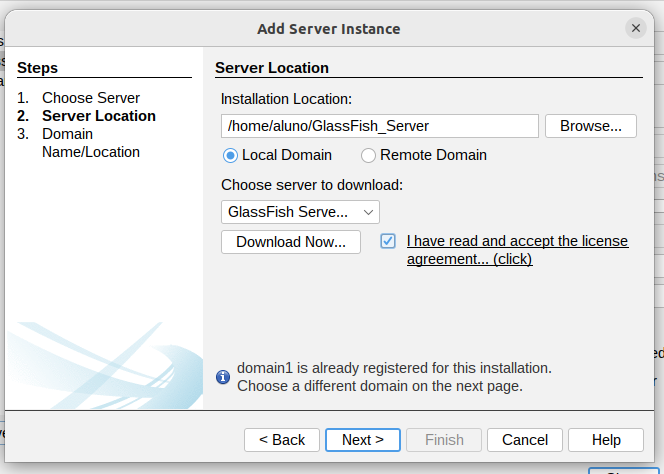 Add Server Instance
Steps
1. Choose Server
2. Server Location
3. Domain
Name/Location
Server Location
Installation Location:
/home/aluno/GlassFish_Server
Browse...
Local Domain
Remote Domain
Choose server to download:
GlassFish Serve...
Download Now...
I have read and accept the license
agreement... (click)
domain1 is already registered for this installation.
Choose a different domain on the next page.
< Back
Next >
Finish
Cancel
Help